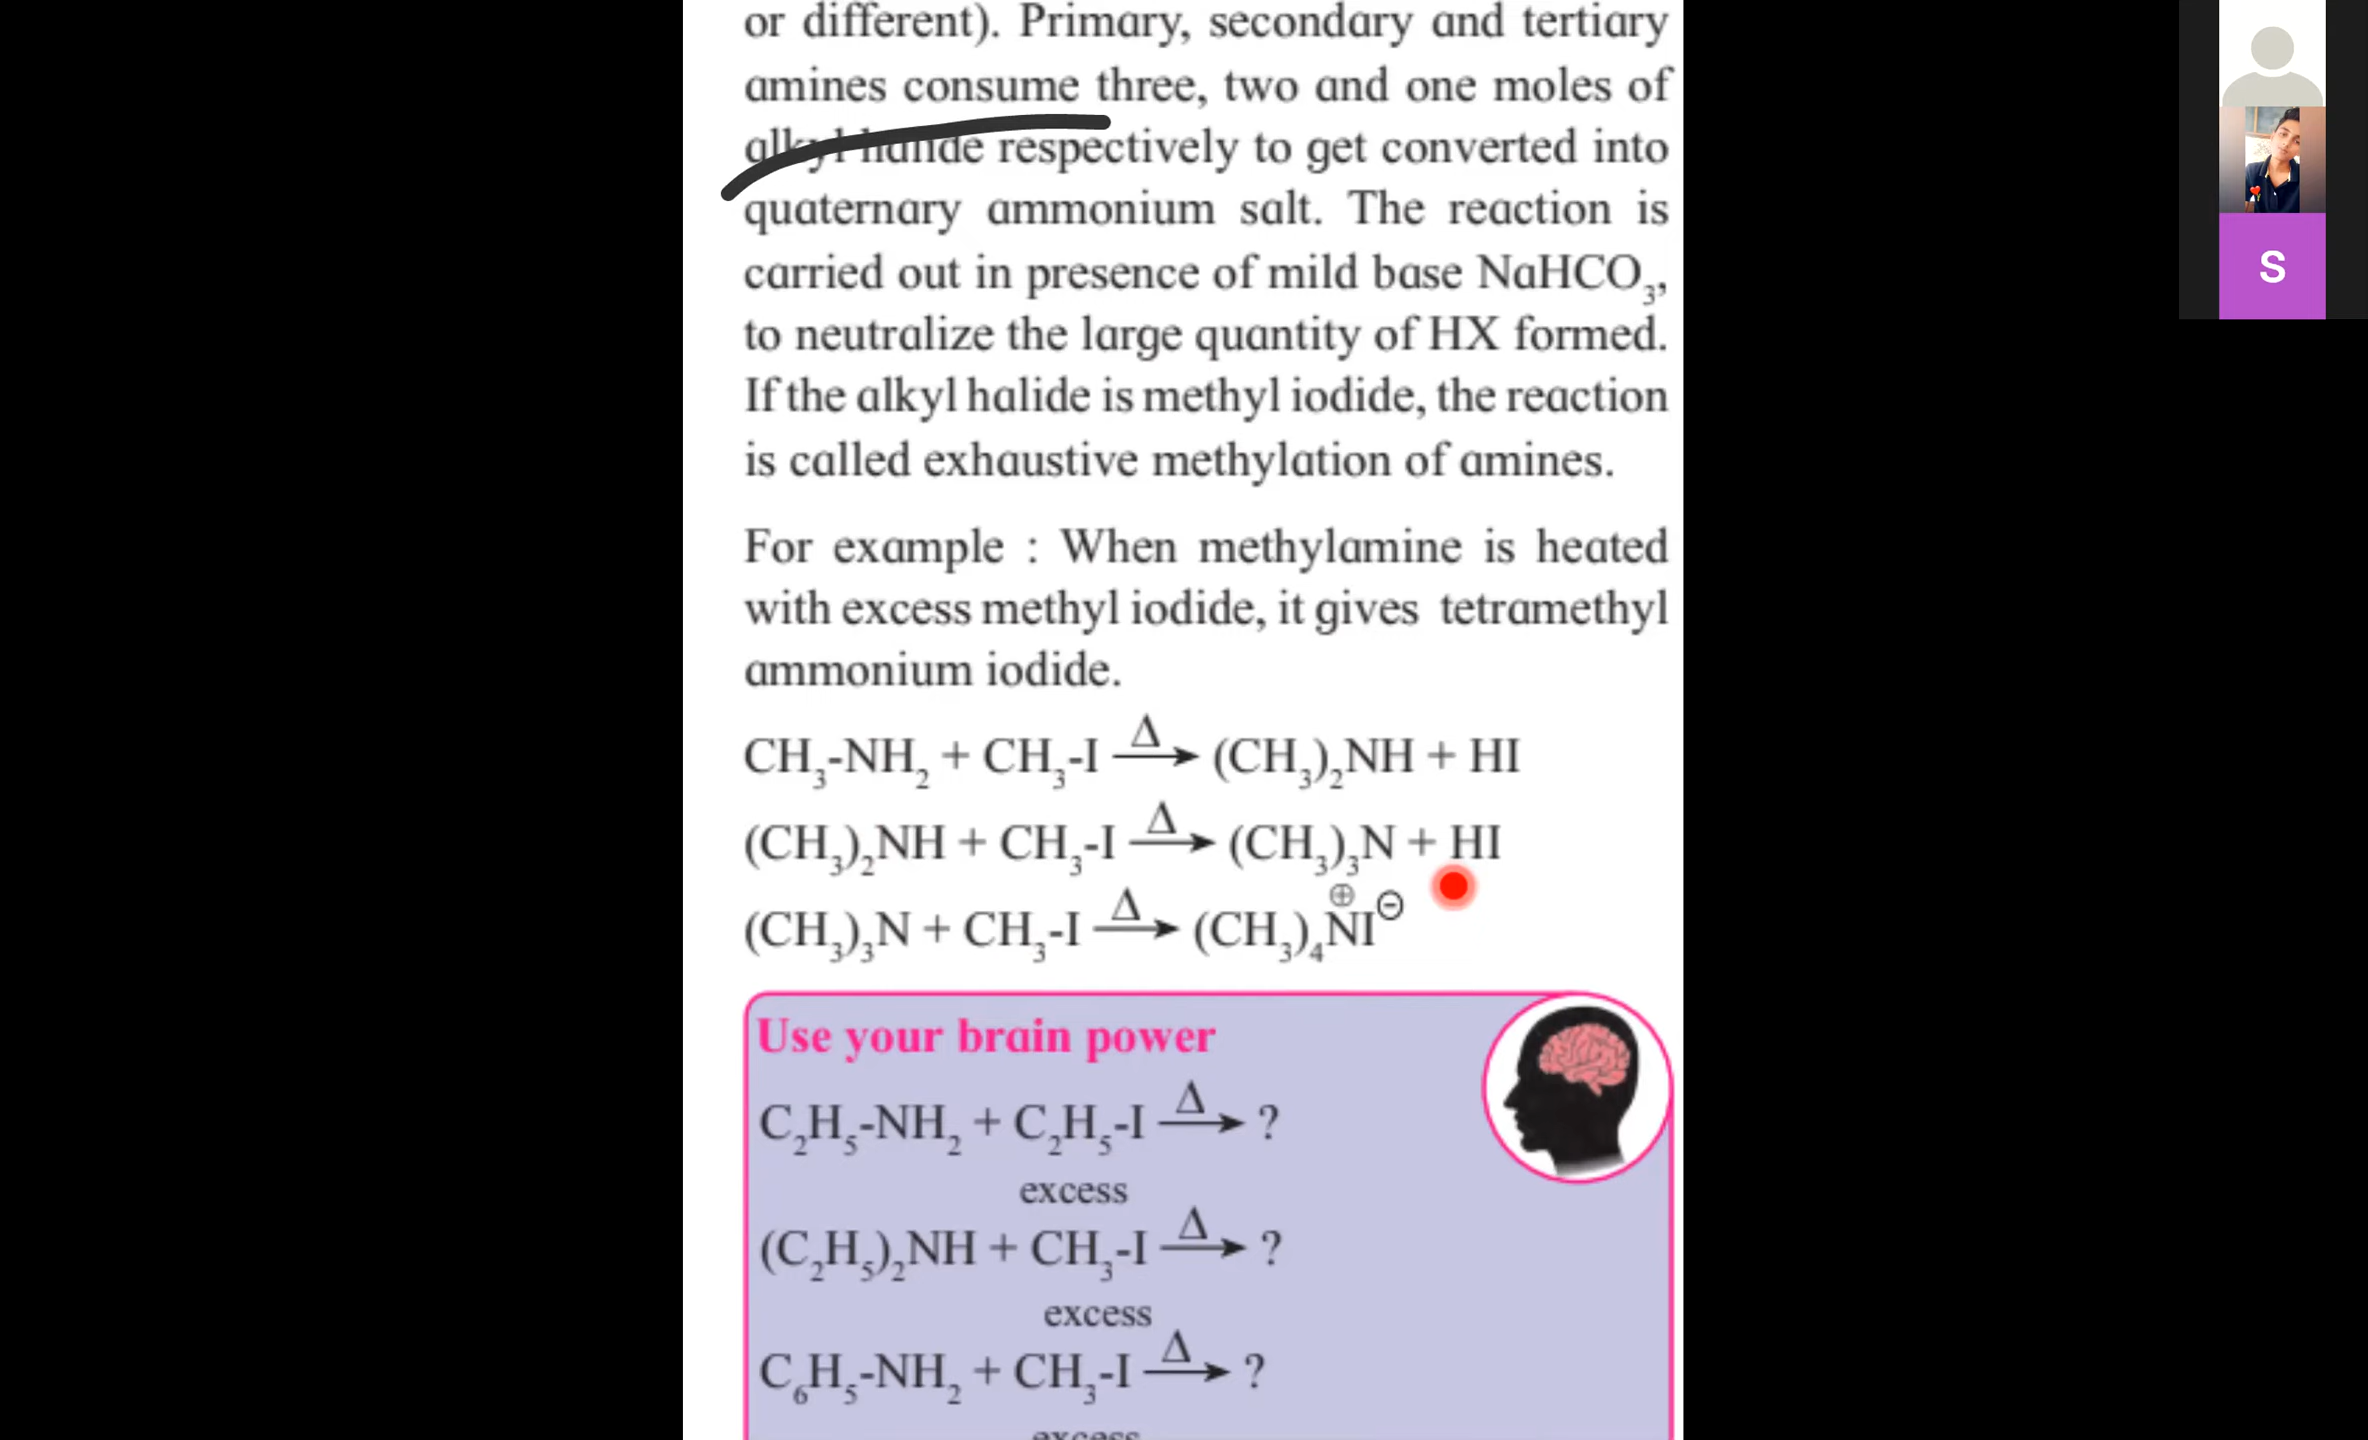 or different). Primary, secondary and tertiary
amines consume three, two and one moles of
alkyl halide respectively to get converted into
quaternary ammonium salt. The reaction is
carried out in presence of mild base NaHCO₃,
to neutralize the large quantity of HX formed.
If the alkyl halide is methyl iodide, the reaction
is called exhaustive methylation of amines.
For example : When methylamine is heated
with excess methyl iodide, it gives tetramethyl
ammonium iodide.
CH₃-NH₂ + CH₃-I —Δ→ (CH₃)₂NH + HI
(CH₃)₂NH + CH₃-I —Δ→ (CH₃)₃N + HI
(CH₃)₃N + CH₃-I —Δ→ (CH₃)₄N⊕I⊖
Use your brain power
C₂H₅-NH₂ + C₂H₅-I —Δ→ ?
excess
(C₂H₅)₂NH + CH₃-I —Δ→ ?
excess
C₆H₅-NH₂ + CH₃-I —Δ→ ?
excess
S